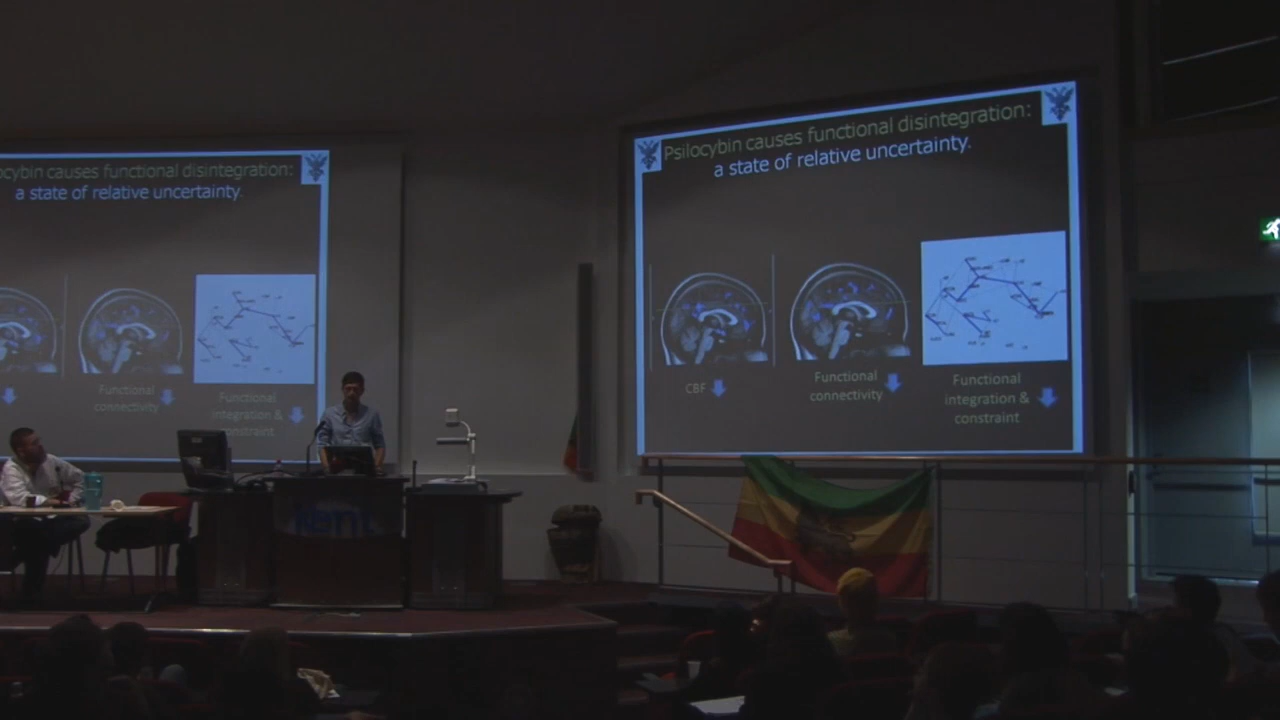 ocybin causes functional disintegration:
a state of relative uncertainty.
Functional
connectivity
Functional
integration &
constraint
Psilocybin causes functional disintegration:
a state of relative uncertainty.
CBF
Functional
connectivity
Functional
integration &
constraint